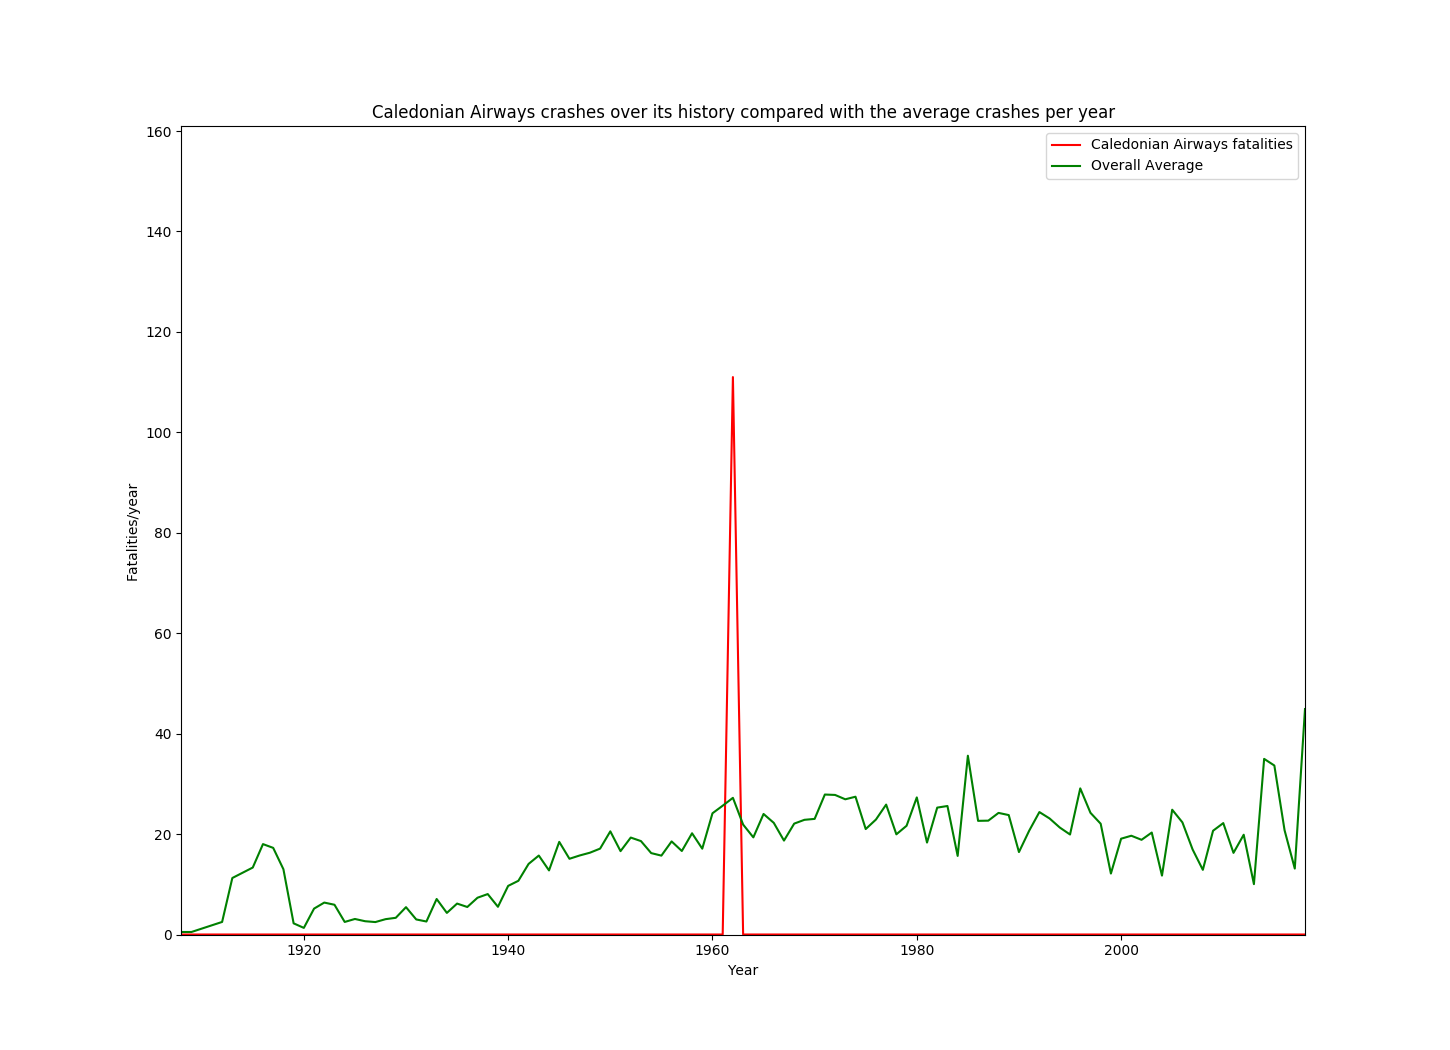 Caledonian Airways crashes over its history compared with the average crashes per year
Caledonian Airways fatalities
Overall Average
160
140
120
100
80
60
40
20
0
Fatalities/year
1920
1940
1960
1980
2000
Year